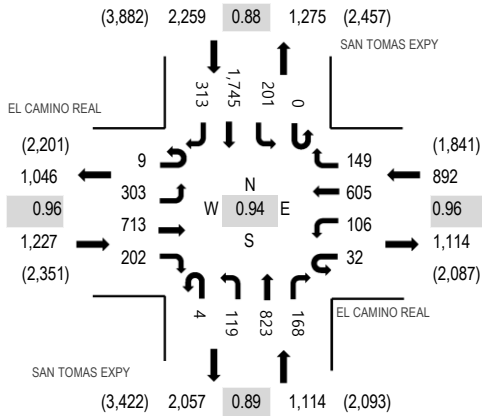 (3,882) 2,259 0.88 1,275 (2,457)
SAN TOMAS EXPY
313 1,745 201 0
EL CAMINO REAL
(2,201) (1,841)
9 149
1,046 892
303 N 605
0.96 W 0.94 E 0.96
713 106
1,227 S 1,114
202 32
(2,351) (2,087)
4 119 823 168
EL CAMINO REAL
SAN TOMAS EXPY
(3,422) 2,057 0.89 1,114 (2,093)